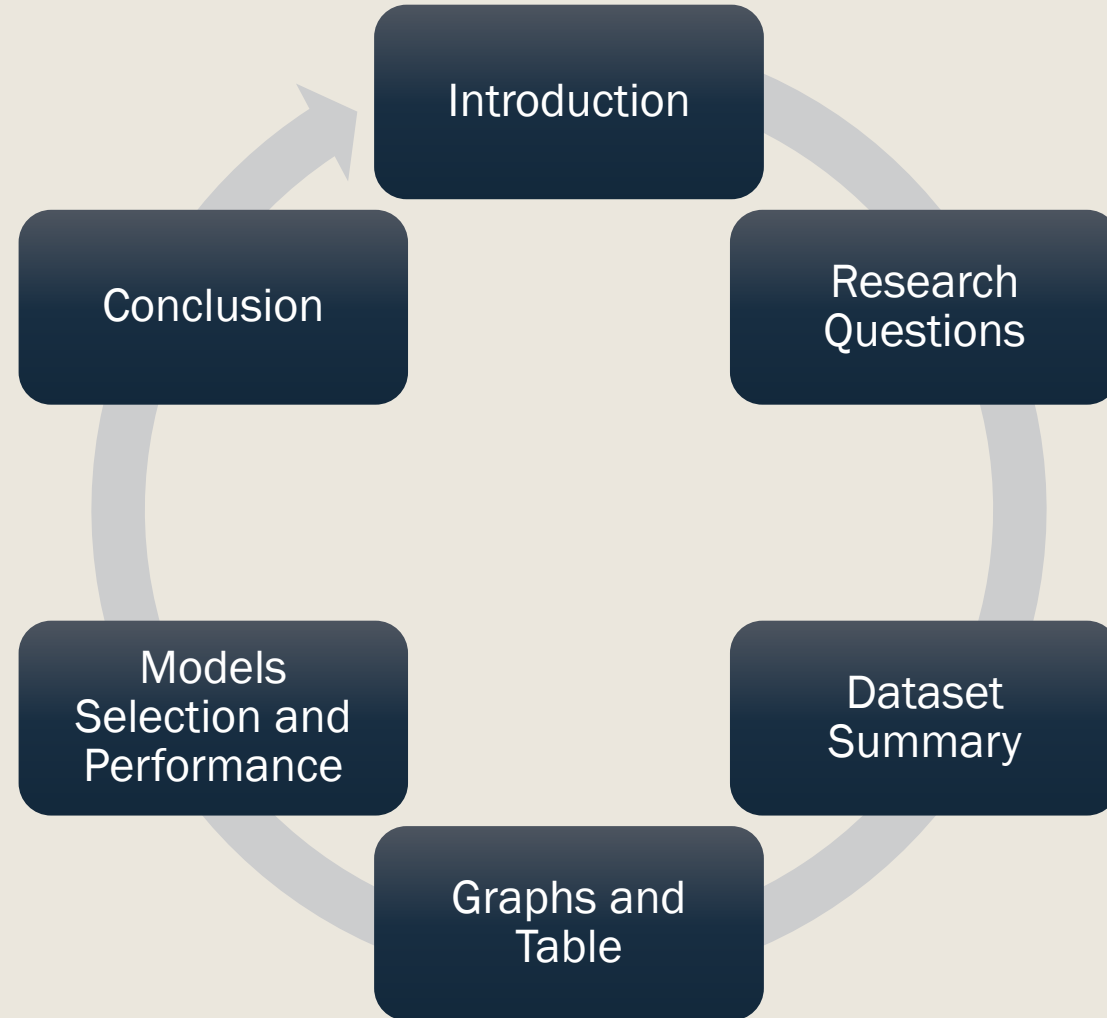 Introduction
Research
Questions
Dataset
Summary
Graphs and
Table
Models
Selection and
Performance
Conclusion